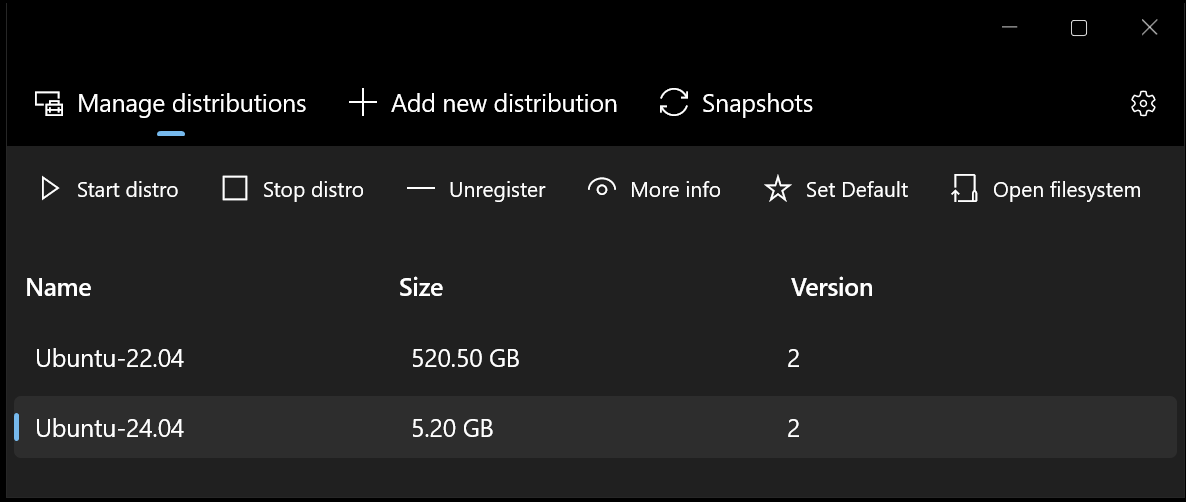 Manage distributions Add new distribution Snapshots
Start distro Stop distro Unregister More info Set Default Open filesystem
Name Size Version
Ubuntu-22.04 520.50 GB 2
Ubuntu-24.04 5.20 GB 2